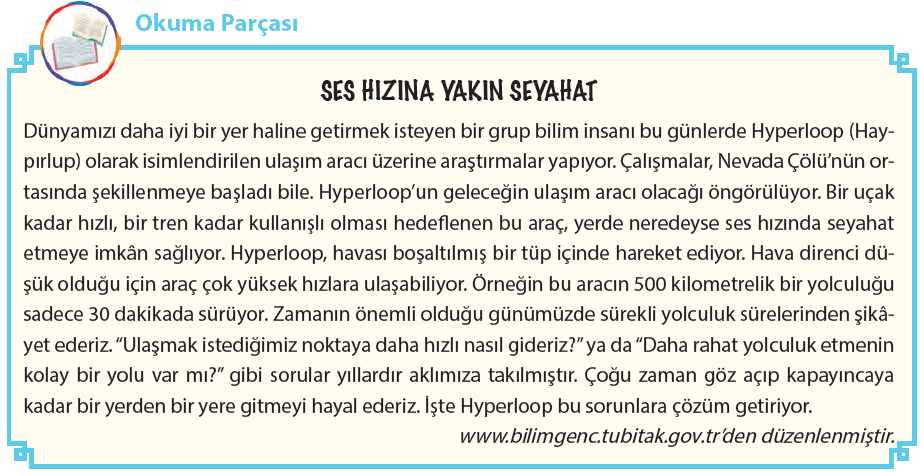 Okuma Parçası
SES HIZINA YAKIN SEYAHAT
Dünyamızı daha iyi bir yer haline getirmek isteyen bir grup bilim insanı bu günlerde Hyperloop (Hay-
pırlup) olarak isimlendirilen ulaşım aracı üzerine araştırmalar yapıyor. Çalışmalar, Nevada Çölü’nün or-
tasında şekillenmeye başladı bile. Hyperloop’un geleceğin ulaşım aracı olacağı öngörülüyor. Bir uçak
kadar hızlı, bir tren kadar kullanışlı olması hedeflenen bu araç, yerde neredeyse ses hızında seyahat
etmeye imkân sağlıyor. Hyperloop, havası boşaltılmış bir tüp içinde hareket ediyor. Hava direnci dü-
şük olduğu için araç çok yüksek hızlara ulaşabiliyor. Örneğin bu aracın 500 kilometrelik bir yolculuğu
sadece 30 dakikada sürüyor. Zamanın önemli olduğu günümüzde sürekli yolculuk sürelerinden şikâ-
yet ederiz. “Ulaşmak istediğimiz noktaya daha hızlı nasıl gideriz?” ya da “Daha rahat yolculuk etmenin
kolay bir yolu var mı?” gibi sorular yıllardır aklımıza takılmıştır. Çoğu zaman göz açıp kapayıncaya
kadar bir yerden bir yere gitmeyi hayal ederiz. İşte Hyperloop bu sorunlara çözüm getiriyor.
www.bilimgenc.tubitak.gov.tr’den düzenlenmiştir.